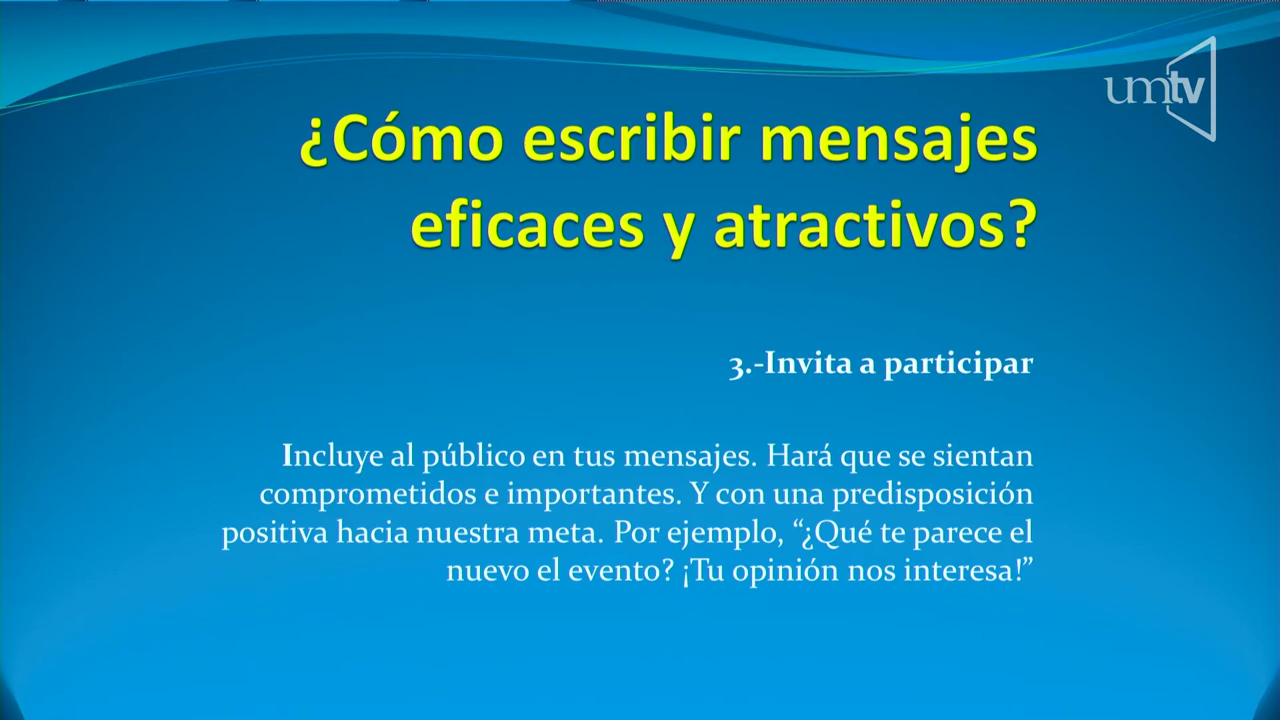 umtv
¿Cómo escribir mensajes
eficaces y atractivos?
3.-Invita a participar
Incluye al público en tus mensajes. Hará que se sientan
comprometidos e importantes. Y con una predisposición
positiva hacia nuestra meta. Por ejemplo, “¿Qué te parece el
nuevo el evento? ¡Tu opinión nos interesa!”